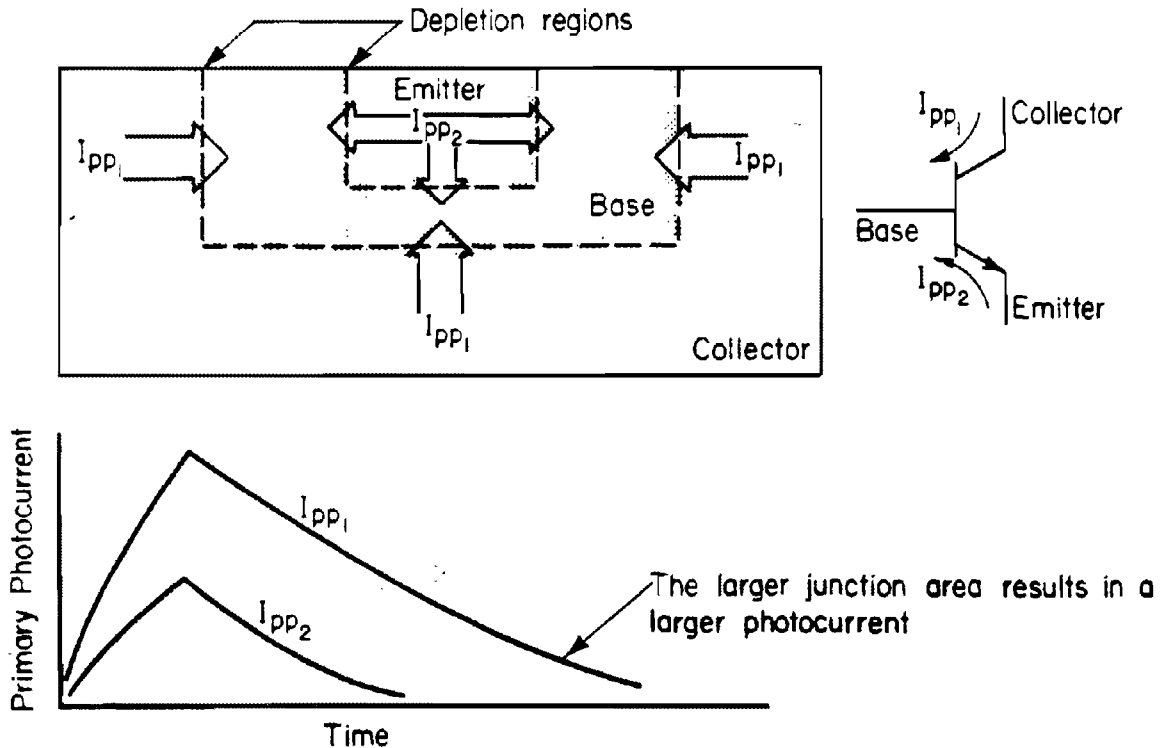 Depletion regions
Emitter
I_PP2
I_PP1
I_PP1
Base
I_PP1
Collector
I_PP1
Collector
Base
I_PP2
Emitter
Primary Photocurrent
I_PP1
I_PP2
The larger junction area results in a
larger photocurrent
Time